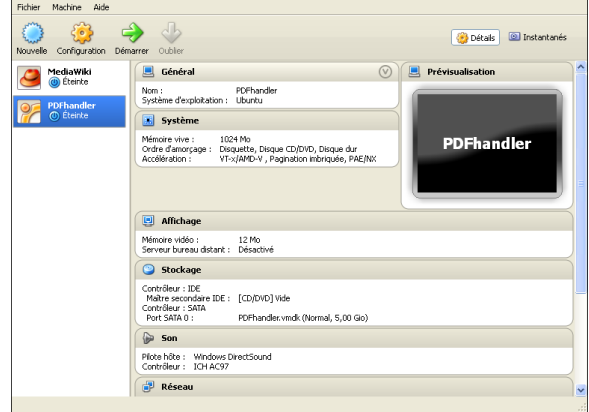 Fichier Machine Aide
Nouvelle Configuration Démarrer Oublier
Détails Instantanés
MediaWiki
Éteinte
PDFhandler
Éteinte
Général
Nom : PDFhandler
Système d'exploitation : Ubuntu
Système
Mémoire vive : 1024 Mo
Ordre d'amorçage : Disquette, Disque CD/DVD, Disque dur
Accélération : VT-x/AMD-V , Pagination imbriquée, PAE/NX
Prévisualisation
PDFhandler
Affichage
Mémoire vidéo : 12 Mo
Serveur bureau distant : Désactivé
Stockage
Contrôleur : IDE
Maître secondaire IDE : [CD/DVD] Vide
Contrôleur : SATA
Port SATA 0 : PDFhandler.vmdk (Normal, 5,00 Gio)
Son
Pilote hôte : Windows DirectSound
Contrôleur : ICH AC97
Réseau